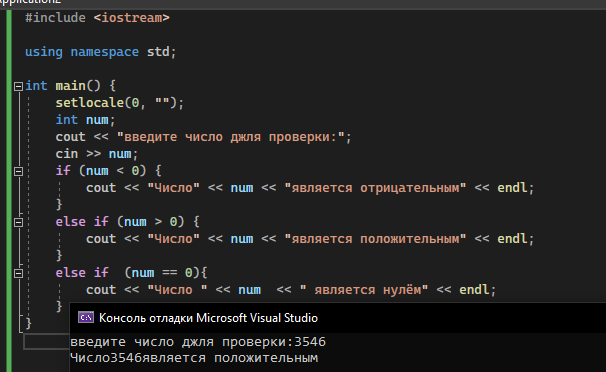 #include <iostream>
using namespace std;
int main() {
setlocale(0, "");
int num;
cout << "введите число джля проверки:";
cin >> num;
if (num < 0) {
cout << "Число" << num << "является отрицательным" << endl;
}
else if (num > 0) {
cout << "Число" << num << "является положительным" << endl;
}
else if  (num == 0){
cout << "Число " << num  << " является нулём" << endl;
}
}
Консоль отладки Microsoft Visual Studio
введите число джля проверки:3546
Число3546является положительным